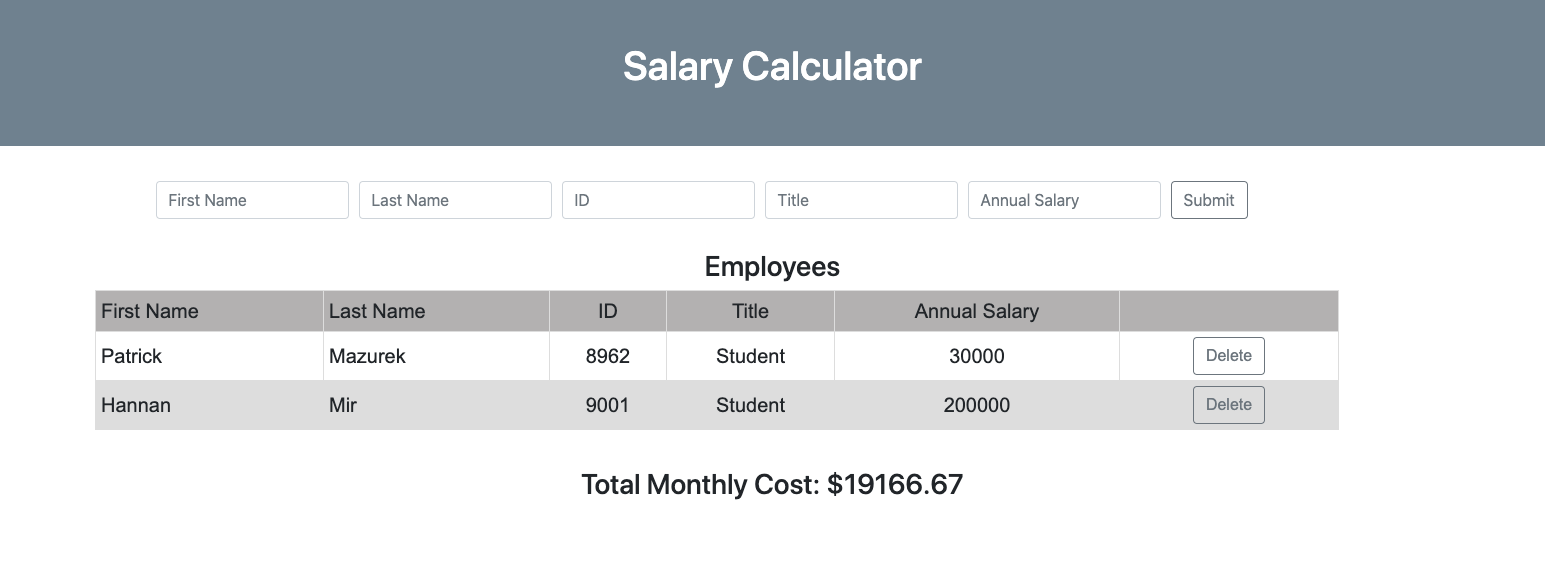 Salary Calculator
First Name Last Name ID Title Annual Salary Submit
Employees
First Name Last Name ID Title Annual Salary
Patrick Mazurek 8962 Student 30000 Delete
Hannan Mir 9001 Student 200000 Delete
Total Monthly Cost: $19166.67